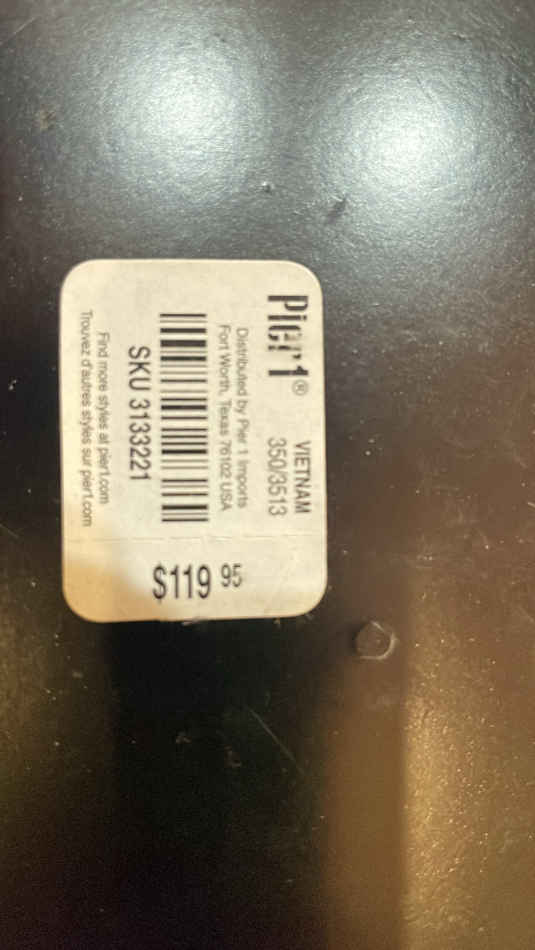 Pier1®
VIETNAM
350/3513
Distributed by Pier 1 Imports
Fort Worth, Texas 76102 USA
SKU 3133221
Find more styles at pier1.com
Trouvez d'autres styles sur pier1.com
$119 95